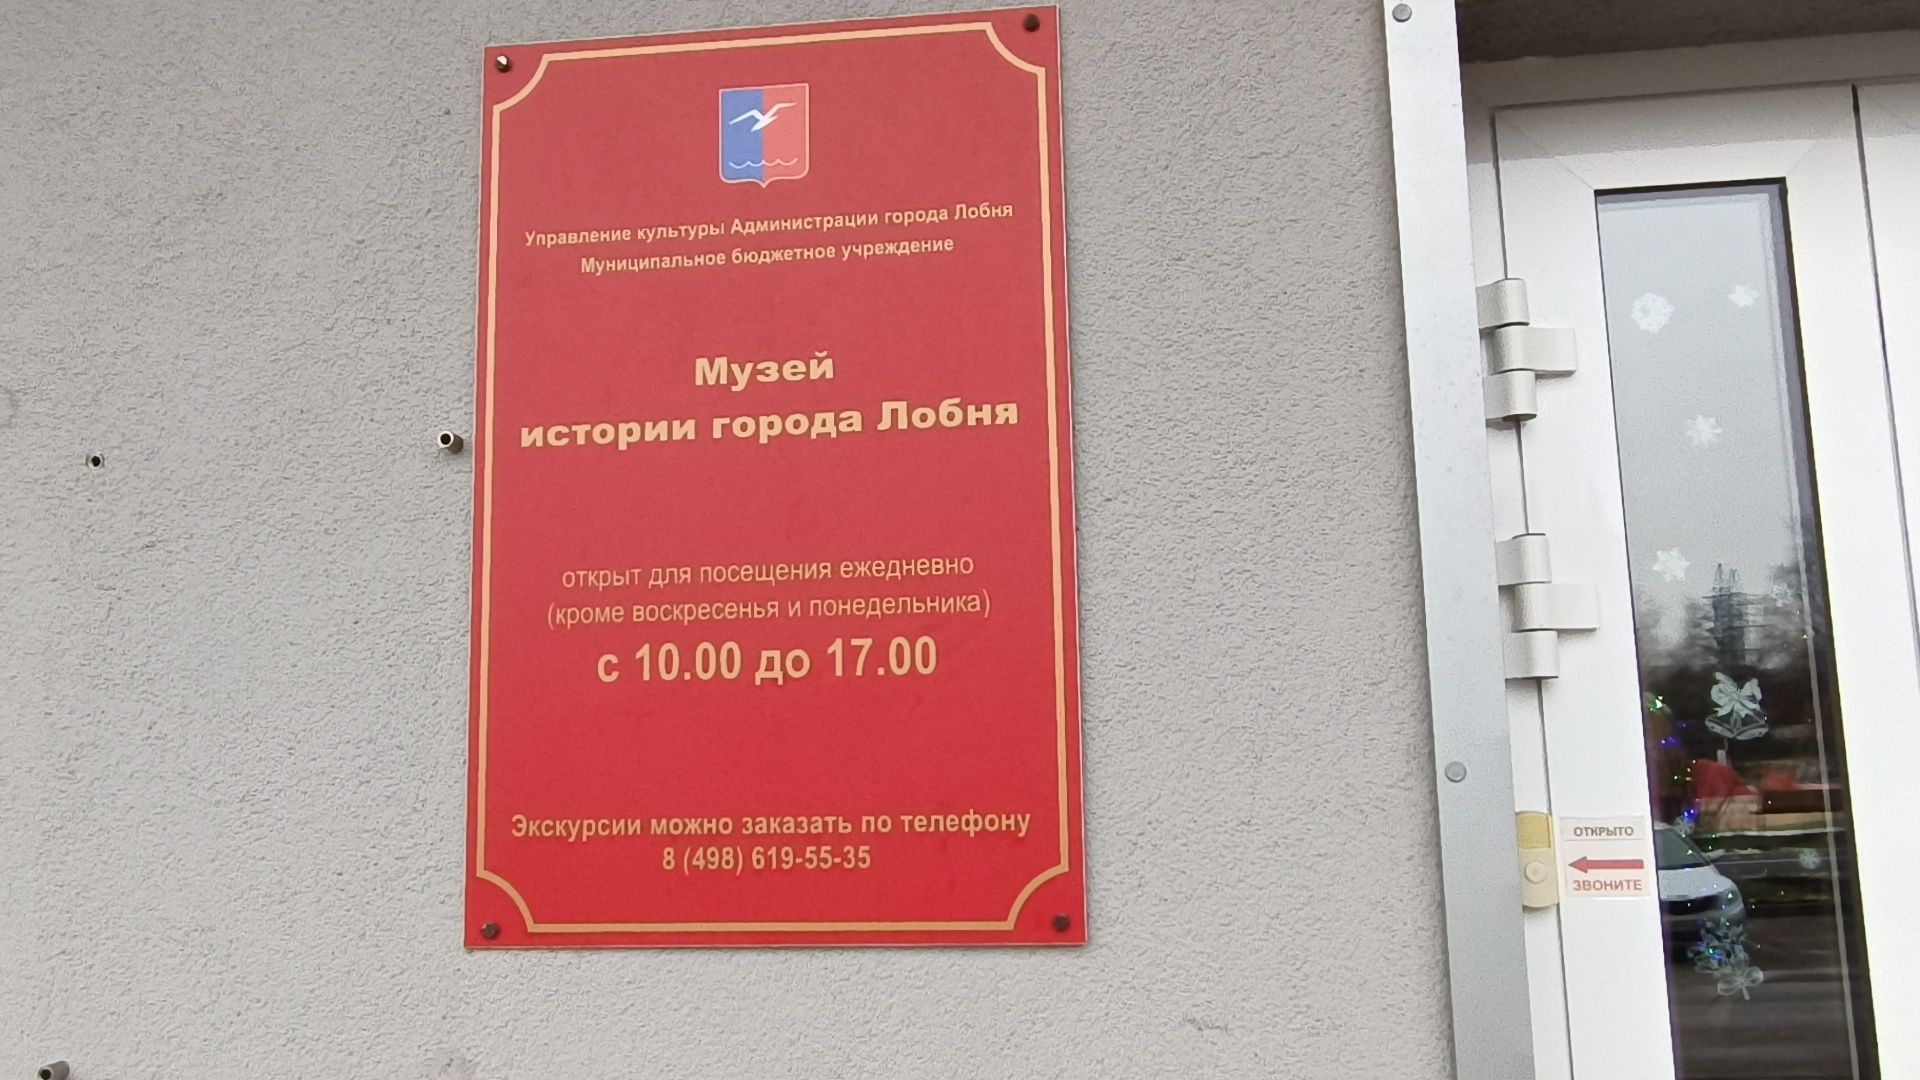 Управление культуры Администрации города Лобня
Муниципальное бюджетное учреждение
Музей
истории города Лобня
открыт для посещения ежедневно
(кроме воскресенья и понедельника)
с 10.00 до 17.00
Экскурсии можно заказать по телефону
8 (498) 619-55-35
ОТКРЫТО
ЗВОНИТЕ